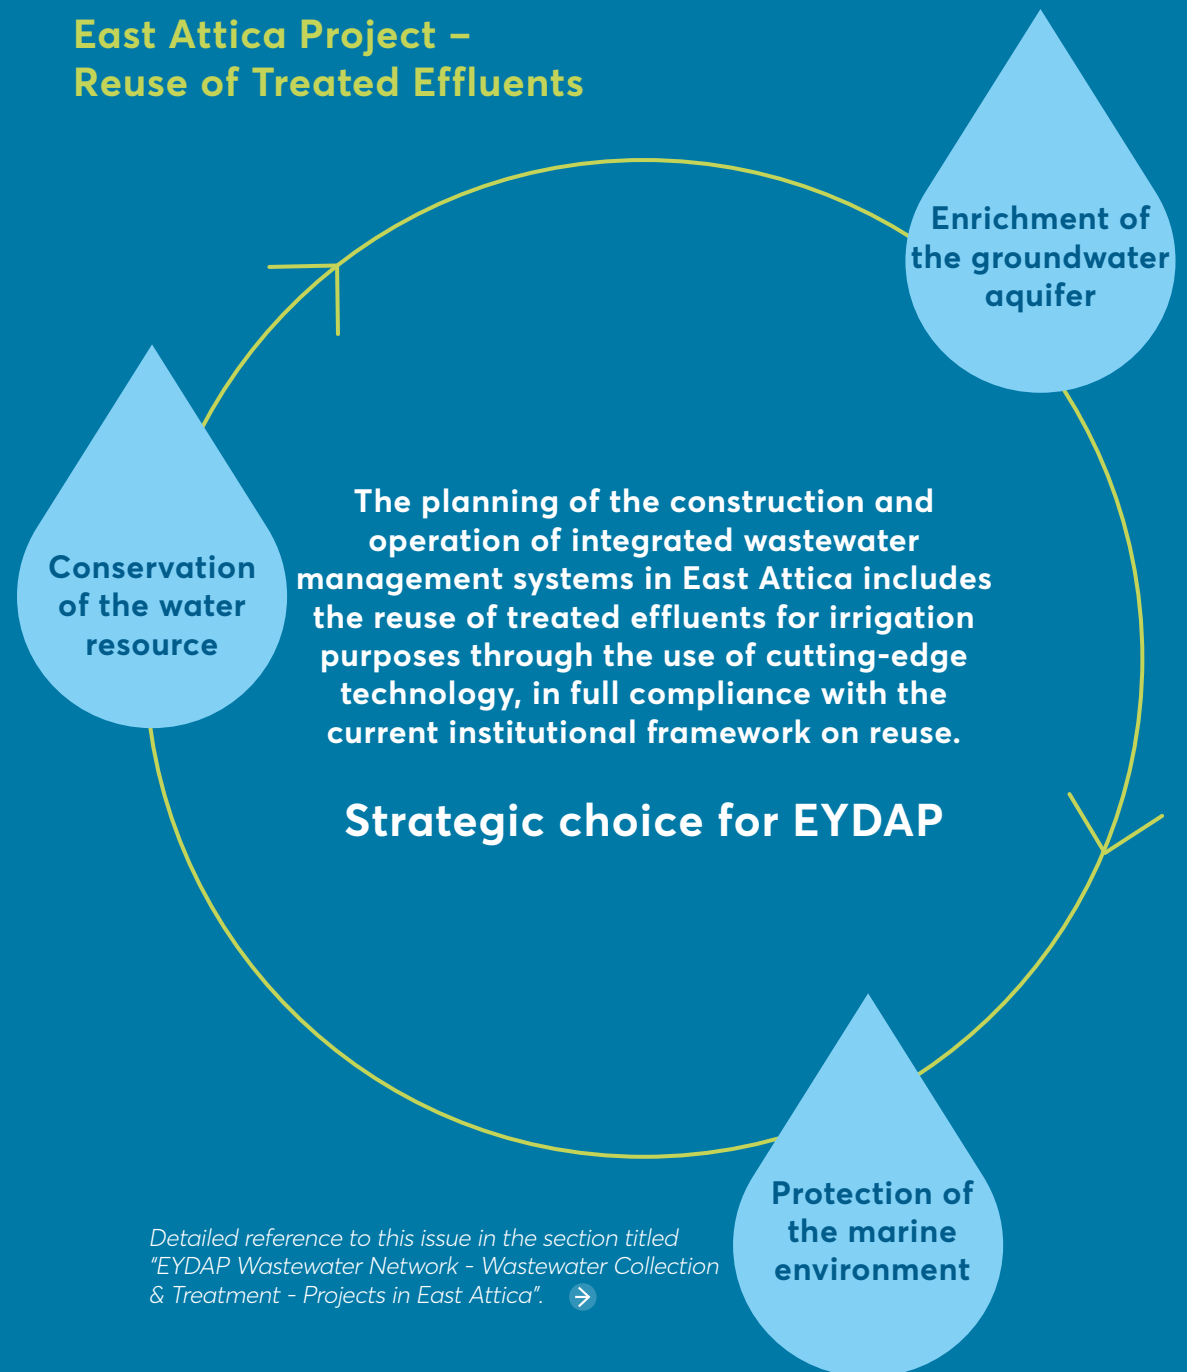 East Attica Project –
Reuse of Treated Effluents
Enrichment of
the groundwater
aquifer
Conservation
of the water
resource
The planning of the construction and
operation of integrated wastewater
management systems in East Attica includes
the reuse of treated effluents for irrigation
purposes through the use of cutting-edge
technology, in full compliance with the
current institutional framework on reuse.
Strategic choice for EYDAP
Protection of
the marine
environment
Detailed reference to this issue in the section titled
“EYDAP Wastewater Network - Wastewater Collection
& Treatment - Projects in East Attica”.